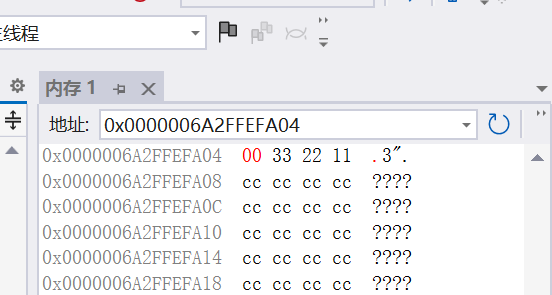 线程
内存 1
地址: 0x0000006A2FFEFA04
0x0000006A2FFEFA04 00 33 22 11 .3".
0x0000006A2FFEFA08 cc cc cc cc ????
0x0000006A2FFEFA0C cc cc cc cc ????
0x0000006A2FFEFA10 cc cc cc cc ????
0x0000006A2FFEFA14 cc cc cc cc ????
0x0000006A2FFEFA18 cc cc cc cc ????